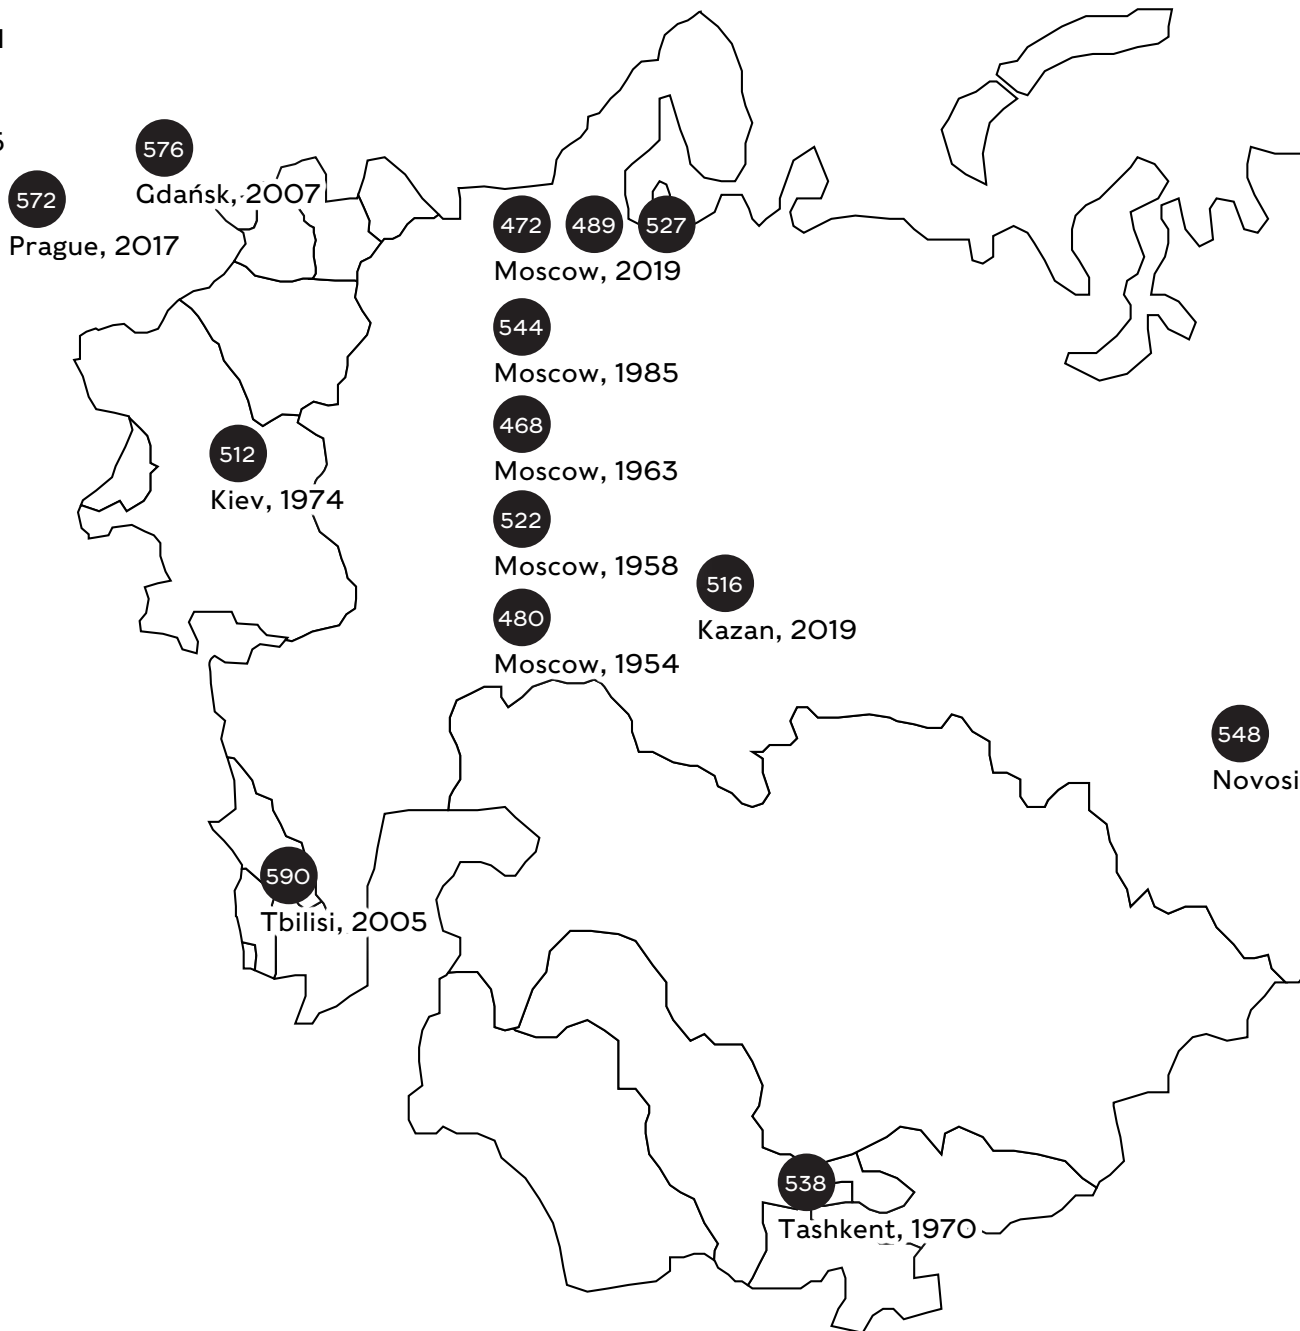 576
Gdańsk, 2007
572
Prague, 2017
472 489 527
Moscow, 2019
544
Moscow, 1985
468
Moscow, 1963
512
Kiev, 1974
522
Moscow, 1958
516
Kazan, 2019
480
Moscow, 1954
548
Novosi
590
Tbilisi, 2005
538
Tashkent, 1970